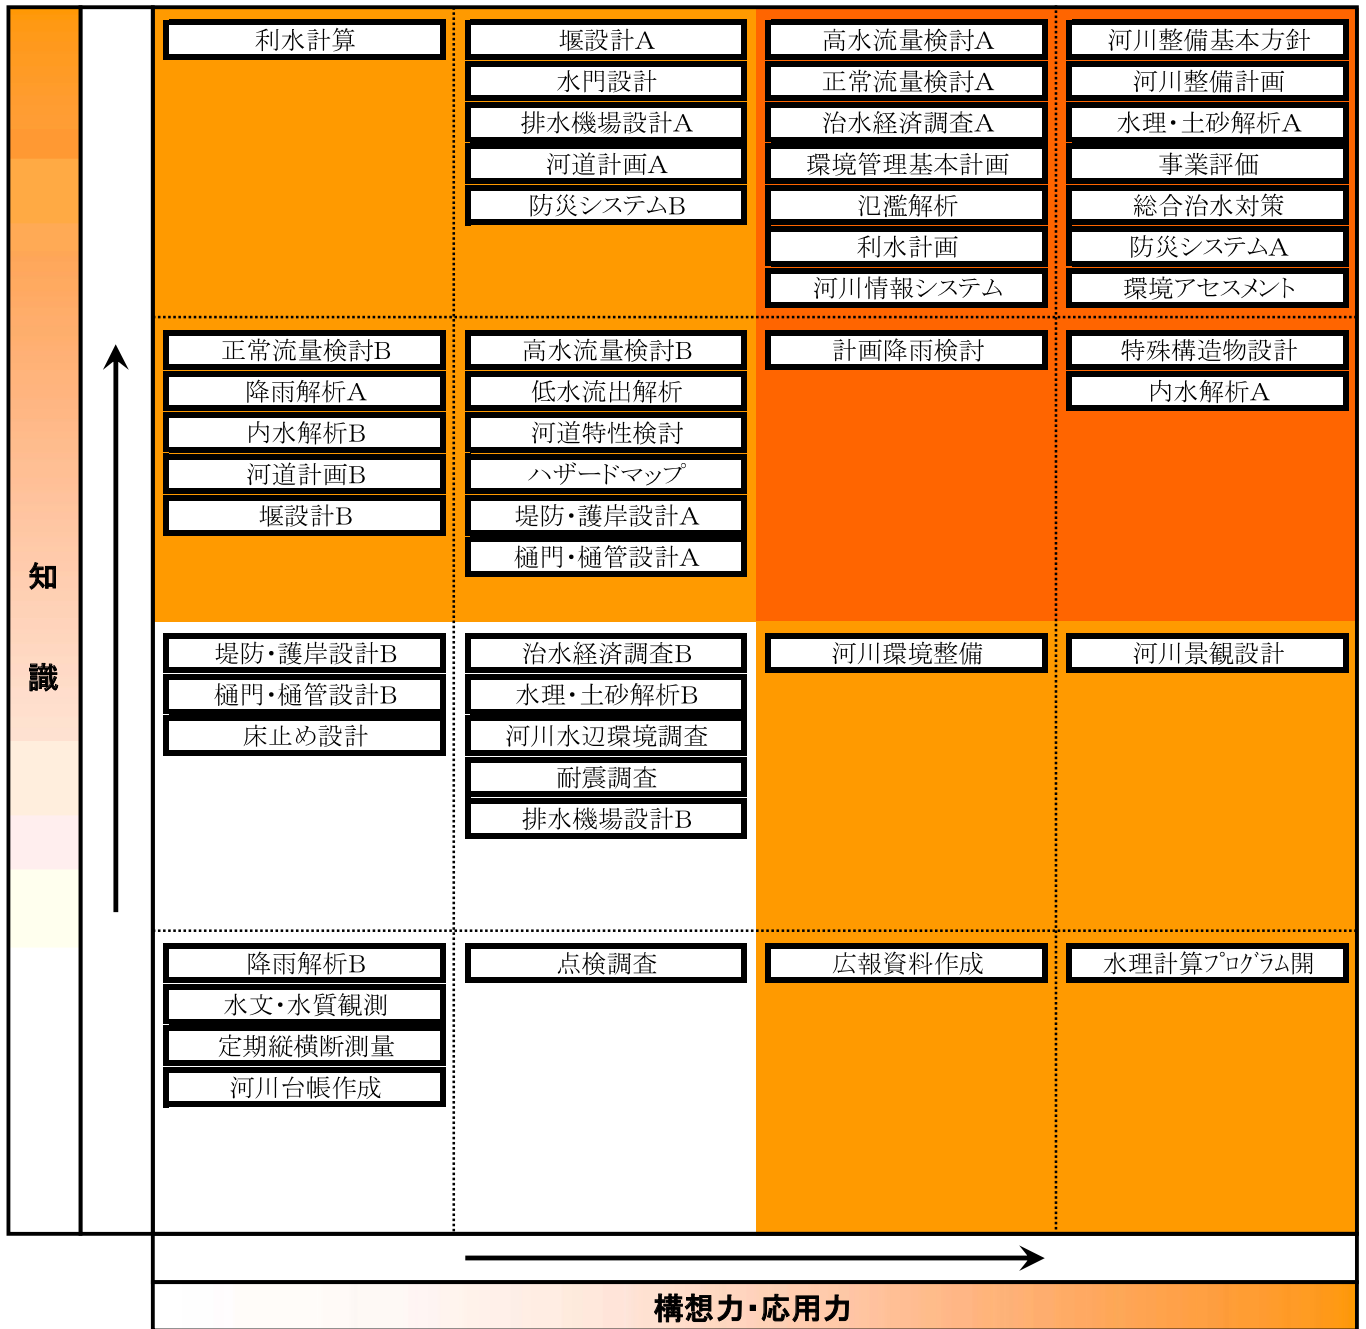 利水計算
堰設計A
水門設計
排水機場設計A
河道計画A
防災システムB
高水流量検討A
正常流量検討A
治水経済調査A
環境管理基本計画
氾濫解析
利水計画
河川情報システム
河川整備基本方針
河川整備計画
水理・土砂解析A
事業評価
総合治水対策
防災システムA
環境アセスメント
正常流量検討B
降雨解析A
内水解析B
河道計画B
堰設計B
高水流量検討B
低水流出解析
河道特性検討
ハザードマップ
堤防・護岸設計A
樋門・樋管設計A
計画降雨検討
特殊構造物設計
内水解析A
知
識
堤防・護岸設計B
樋門・樋管設計B
床止め設計
治水経済調査B
水理・土砂解析B
河川水辺環境調査
耐震調査
排水機場設計B
河川環境整備
河川景観設計
降雨解析B
水文・水質観測
定期縦横断測量
河川台帳作成
点検調査
広報資料作成
水理計算ﾌﾟﾛｸﾞﾗﾑ開
構想力・応用力